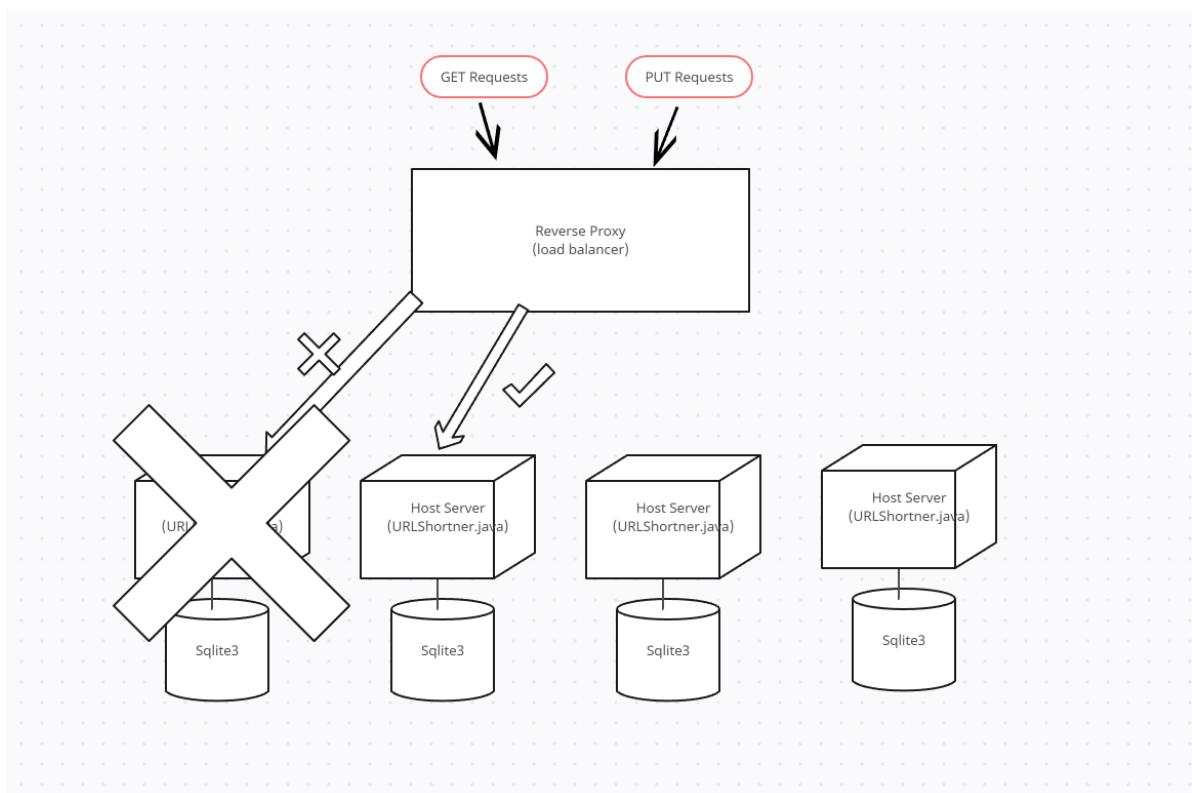 GET Requests
PUT Requests
Reverse Proxy
(load balancer)
Host Server
(URLShortner.java)
Host Server
(URLShortner.java)
Host Server
(URLShortner.java)
Sqlite3
Sqlite3
Sqlite3
Sqlite3